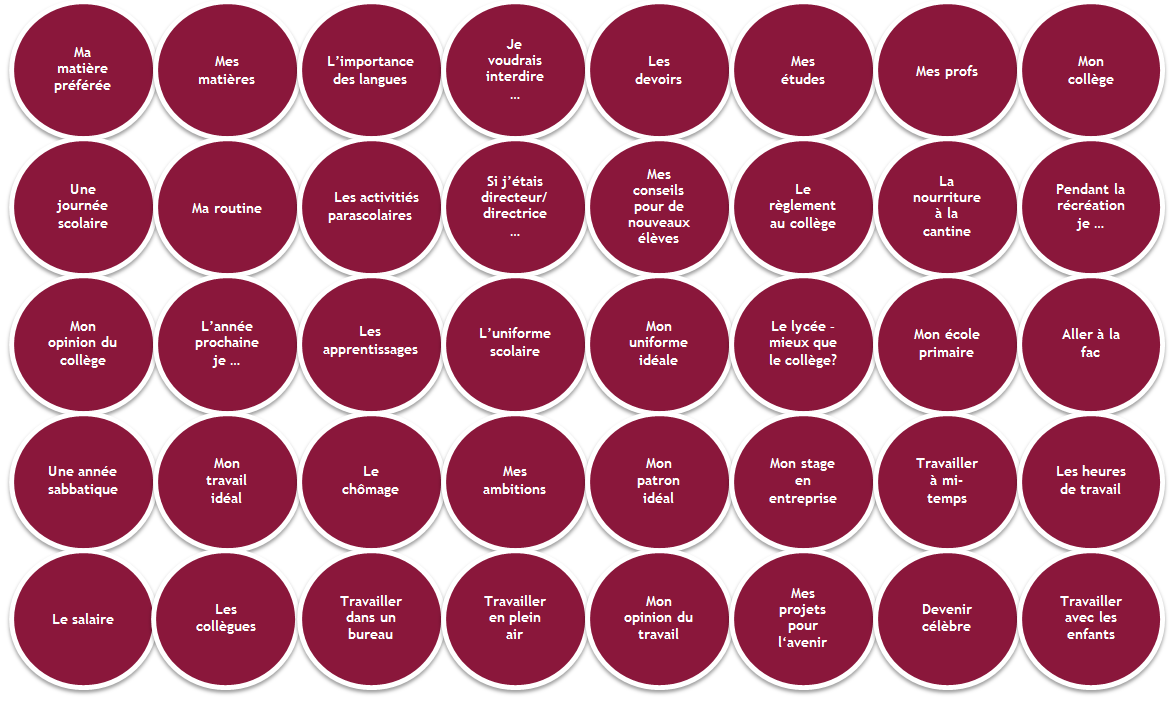 Ma
matière
préférée
Mes
matières
L'importance
des langues
Je
voudrais
interdire
…
Les
devoirs
Mes
études
Mes profs
Mon
collège
Une
journée
scolaire
Ma routine
Les activitiés
parascolaires
Si j'étais
directeur/
directrice
…
Mes
conseils
pour de
nouveaux
élèves
Le
règlement
au collège
La
nourriture
à la
cantine
Pendant la
récréation
je …
Mon
opinion du
collège
L'année
prochaine
je …
Les
apprentissages
L'uniforme
scolaire
Mon
uniforme
idéale
Le lycée –
mieux que
le collège?
Mon école
primaire
Aller à la
fac
Une année
sabbatique
Mon
travail
idéal
Le
chômage
Mes
ambitions
Mon
patron
idéal
Mon stage
en
entreprise
Travailler
à mi-
temps
Les heures
de travail
Le salaire
Les
collègues
Travailler
dans un
bureau
Travailler
en plein
air
Mon
opinion du
travail
Mes
projets
pour
l'avenir
Devenir
célèbre
Travailler
avec les
enfants